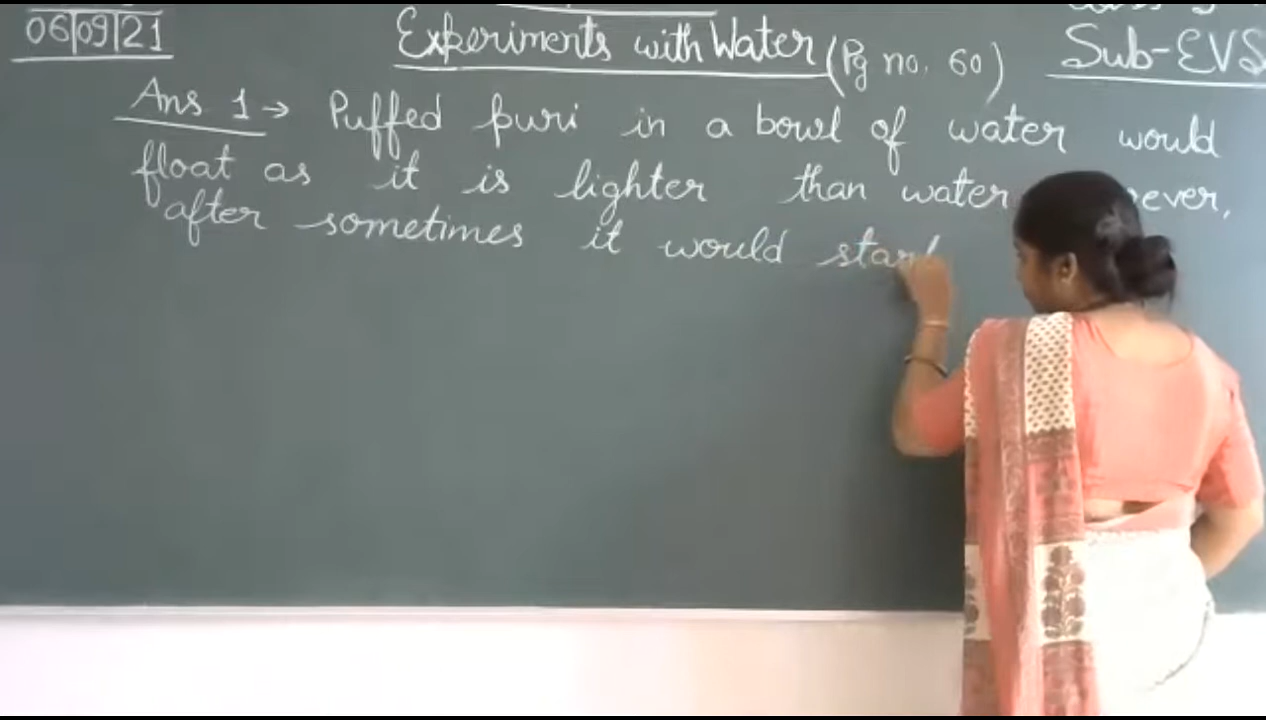 06|09|21
Experiments with Water (Pg no. 60)
Sub-EVS
Ans 1→ Puffed puri in a bowl of water would
float as it is lighter than water
after sometimes it would start